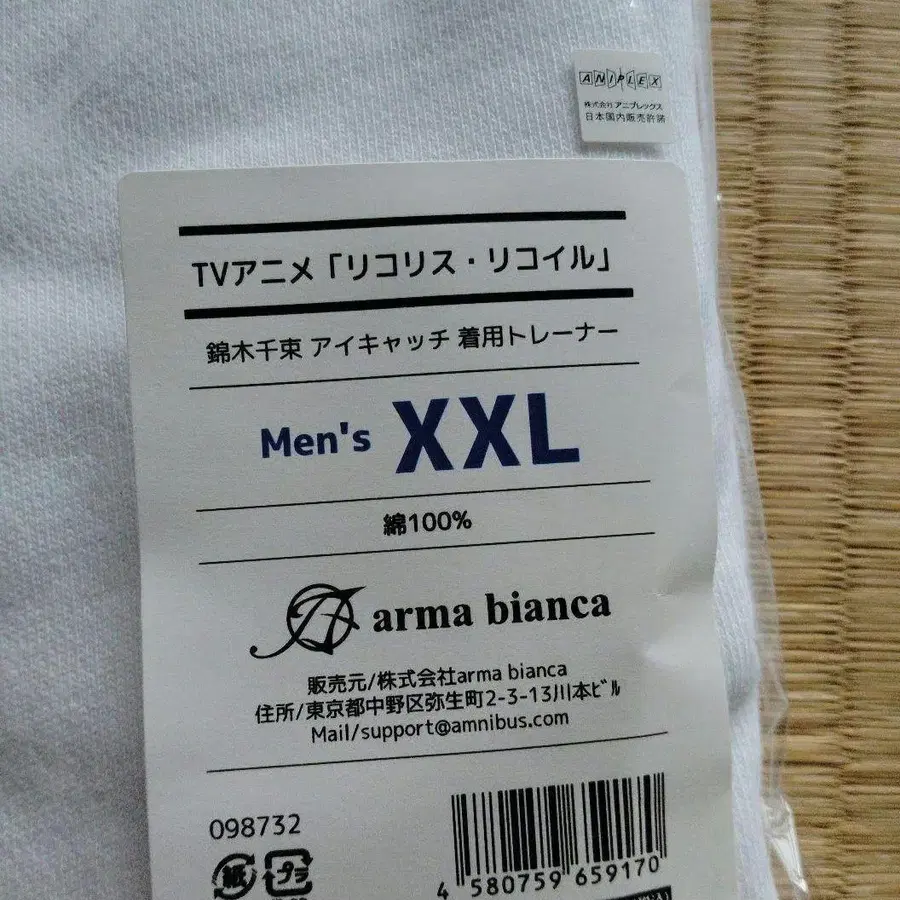 ANIPLEX
株式会社 アニプレックス
日本国内販売許諾
TVアニメ「リコリス・リコイル」
錦木千束 アイキャッチ 着用トレーナー
Men's XXL
綿100%
arma bianca
販売元/株式会社arma bianca
住所/東京都中野区弥生町2-3-13川本ビル
Mail/support@amnibus.com
098732
紙 プラ
4 580759 659170